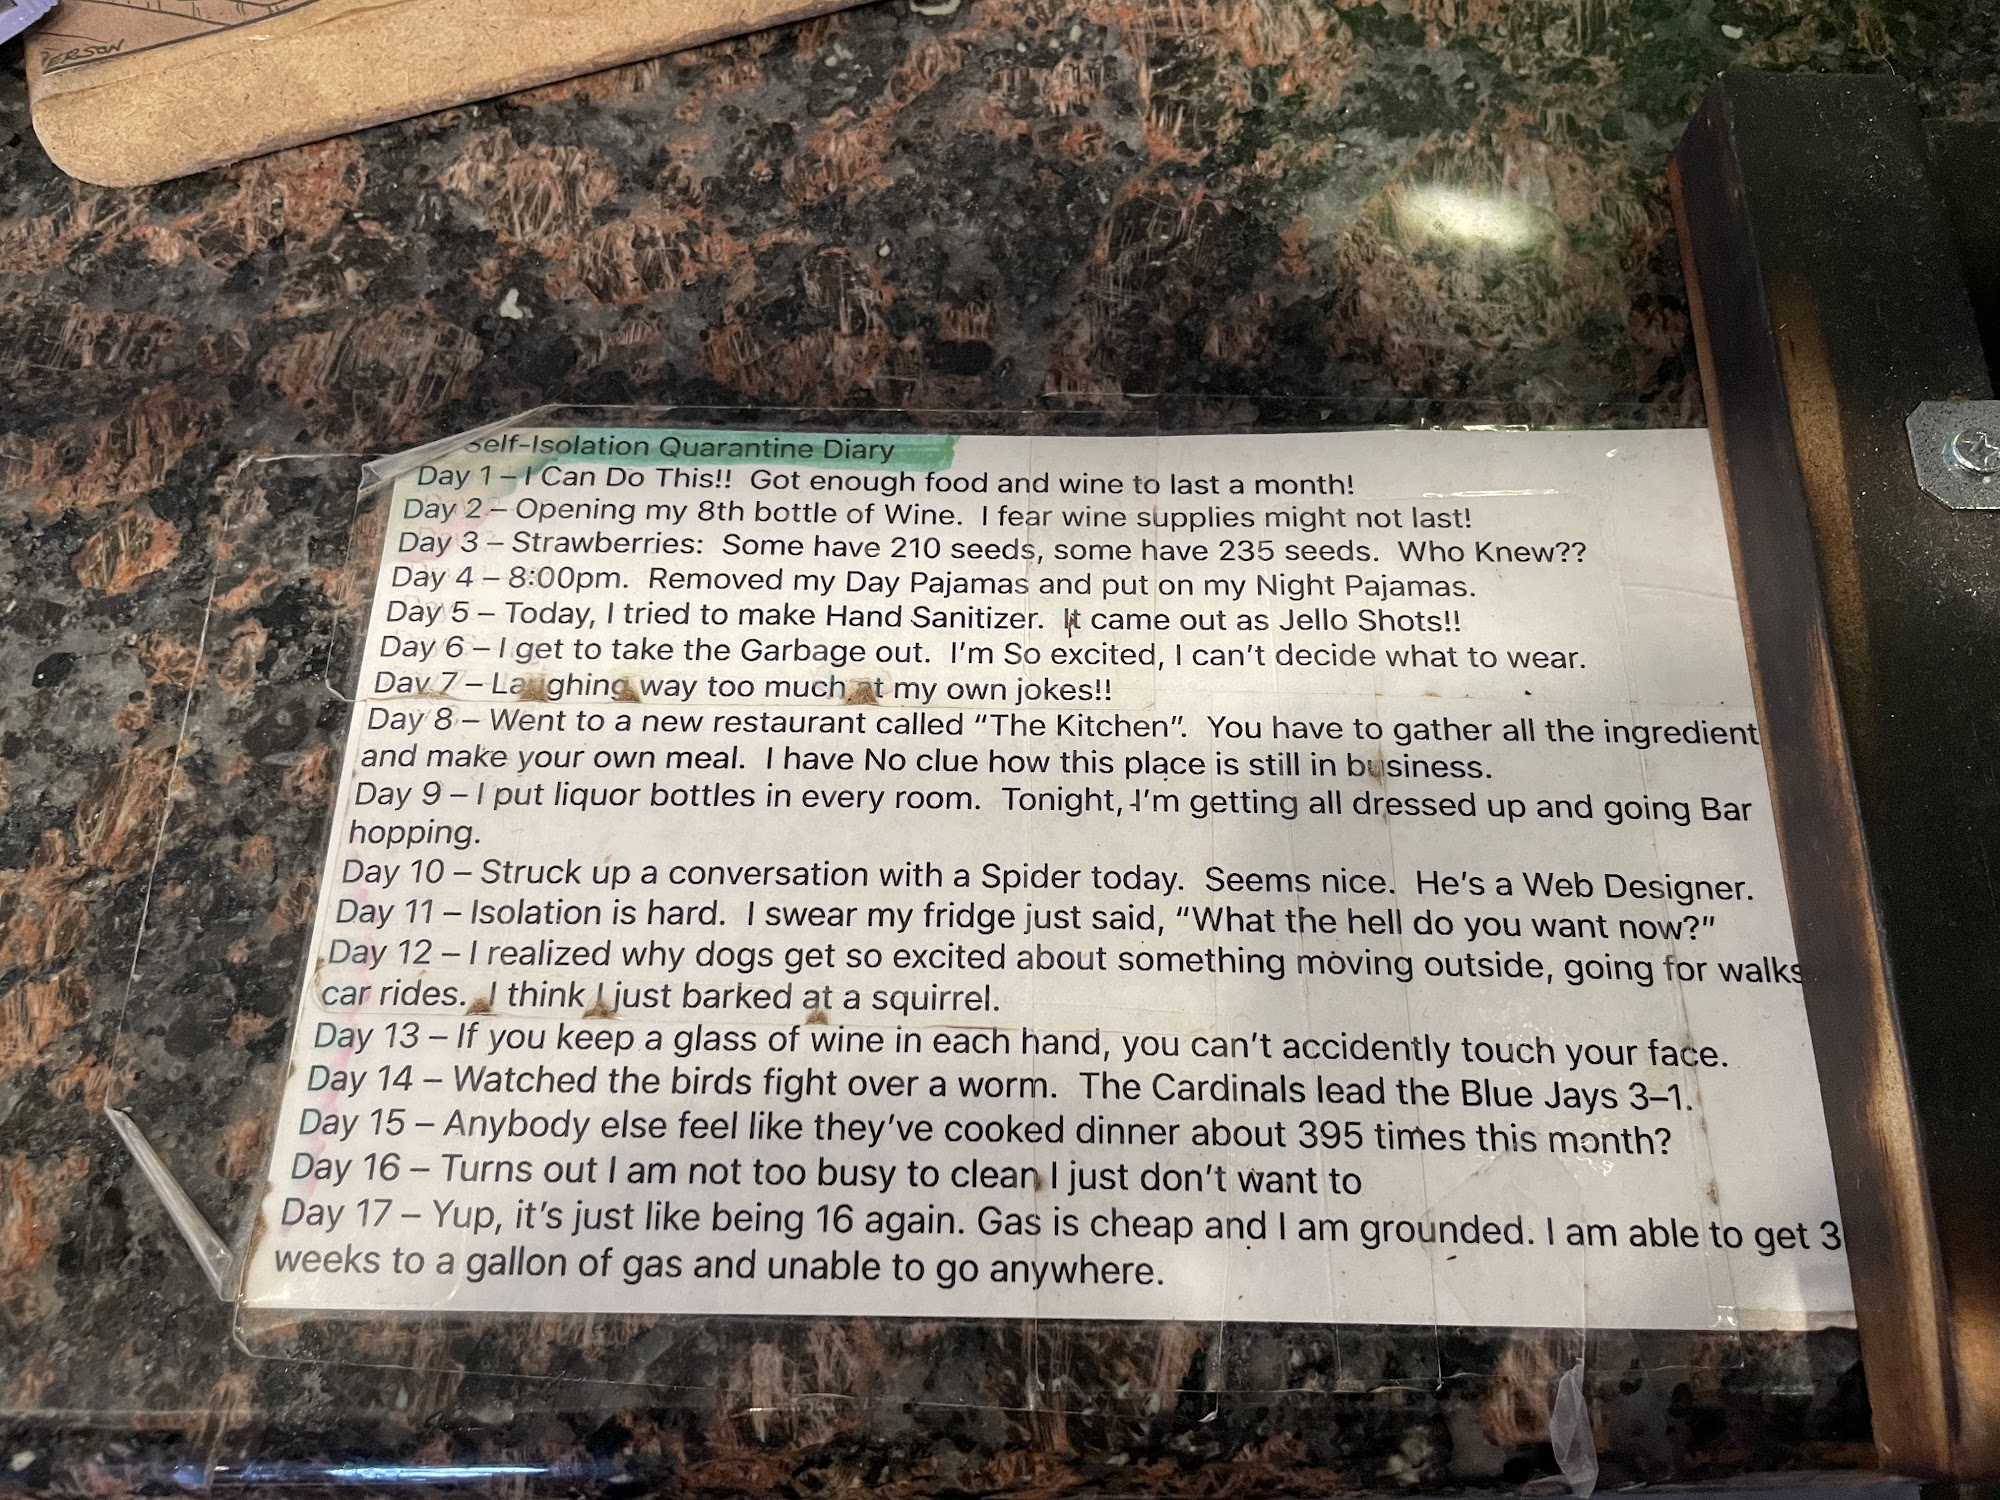 PERSON
Self-Isolation Quarantine Diary
Day 1 – I Can Do This!!  Got enough food and wine to last a month!
Day 2 – Opening my 8th bottle of Wine.  I fear wine supplies might not last!
Day 3 – Strawberries:  Some have 210 seeds, some have 235 seeds.  Who Knew??
Day 4 – 8:00pm.  Removed my Day Pajamas and put on my Night Pajamas.
Day 5 – Today, I tried to make Hand Sanitizer.  It came out as Jello Shots!!
Day 6 – I get to take the Garbage out.  I'm So excited, I can't decide what to wear.
Day 7 – Laughing way too much at my own jokes!!
Day 8 – Went to a new restaurant called “The Kitchen”.  You have to gather all the ingredient
and make your own meal.  I have No clue how this place is still in business.
Day 9 – I put liquor bottles in every room.  Tonight, I'm getting all dressed up and going Bar
hopping.
Day 10 – Struck up a conversation with a Spider today.  Seems nice.  He's a Web Designer.
Day 11 – Isolation is hard.  I swear my fridge just said, “What the hell do you want now?”
Day 12 – I realized why dogs get so excited about something moving outside, going for walks
car rides.  I think I just barked at a squirrel.
Day 13 – If you keep a glass of wine in each hand, you can't accidently touch your face.
Day 14 – Watched the birds fight over a worm.  The Cardinals lead the Blue Jays 3–1.
Day 15 – Anybody else feel like they've cooked dinner about 395 times this month?
Day 16 – Turns out I am not too busy to clean I just don't want to
Day 17 – Yup, it's just like being 16 again. Gas is cheap and I am grounded. I am able to get 3
weeks to a gallon of gas and unable to go anywhere.